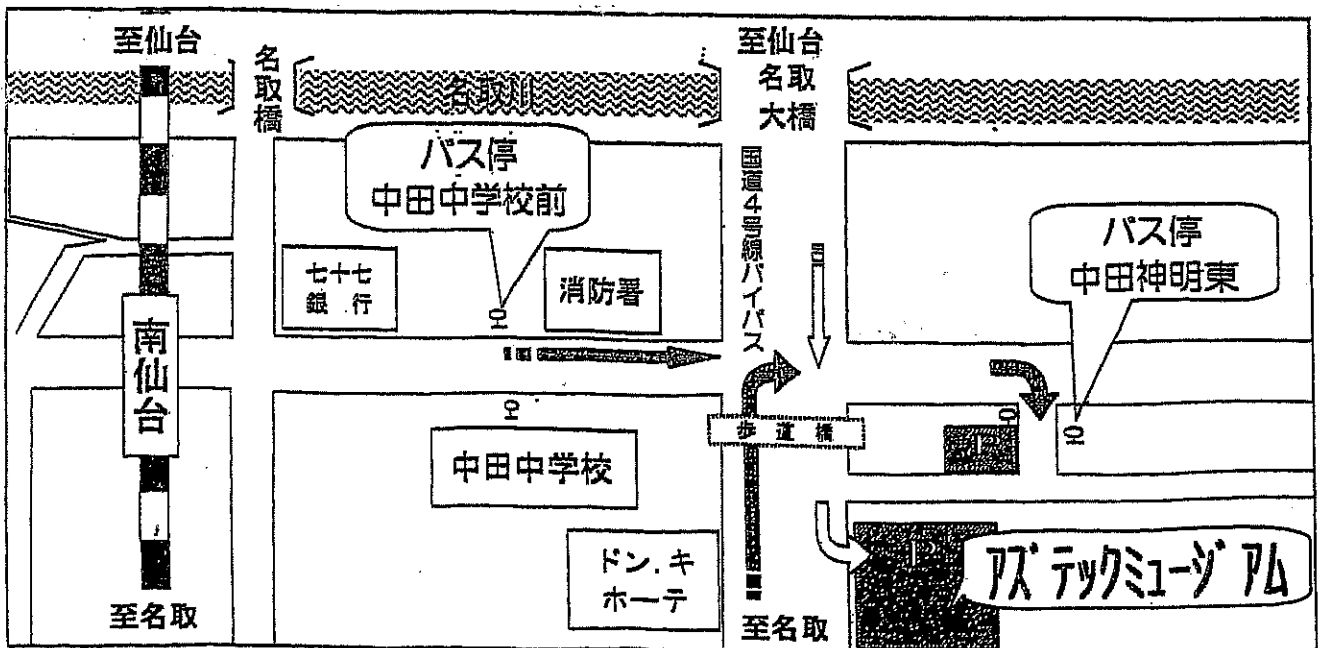 至仙台
名取橋
名取川
至仙台
名取
大橋
バス停
中田中学校前
国道4号線バイパス
バス停
中田神明東
七十七
銀行
消防署
南仙台
歩道橋
P
中田中学校
P
アズテックミュージアム
ドン.キ
ホーテ
至名取
至名取